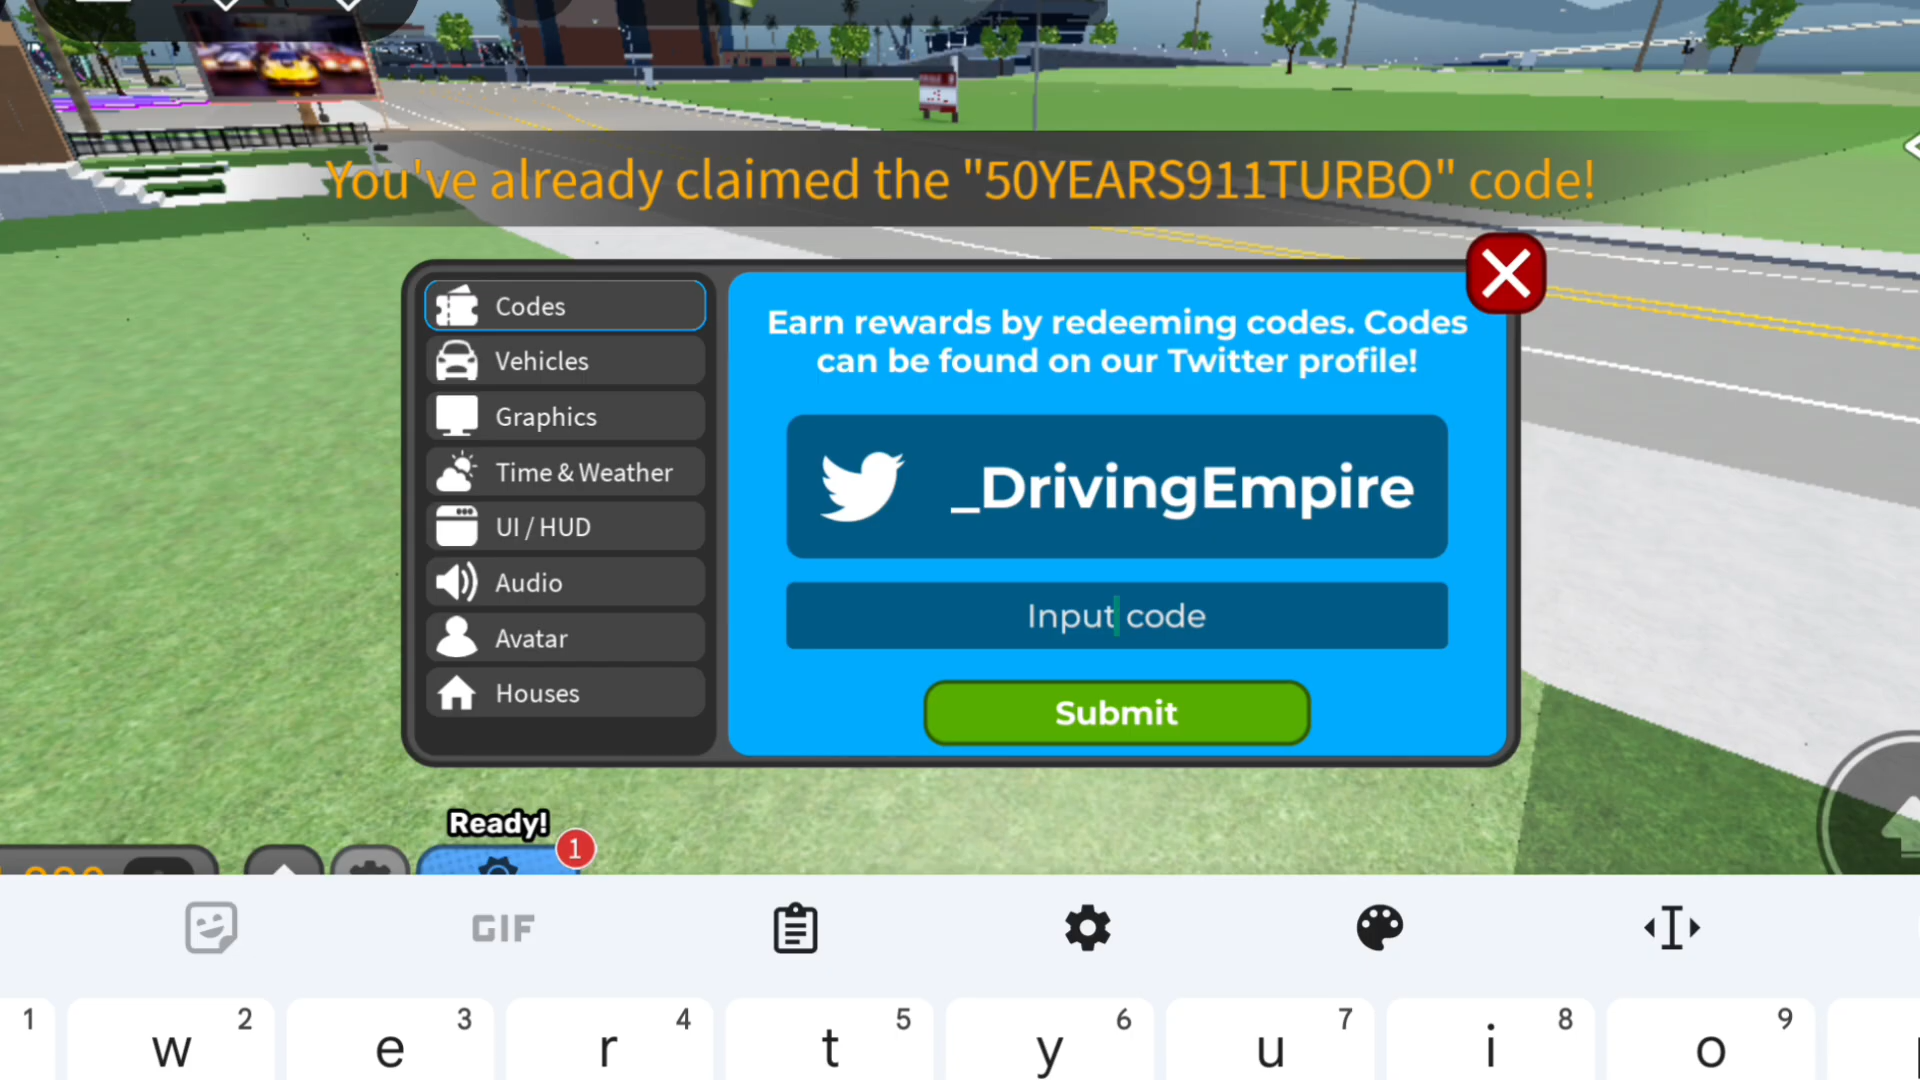 You've already claimed the "50YEARS911TURBO" code!
Codes
Vehicles
Graphics
Time & Weather
UI / HUD
Audio
Avatar
Houses
Earn rewards by redeeming codes. Codes
can be found on our Twitter profile!
_DrivingEmpire
Input code
Submit
Ready!
1
GIF
1 2 3 4 5 6 7 8 9
w e r t y u i o